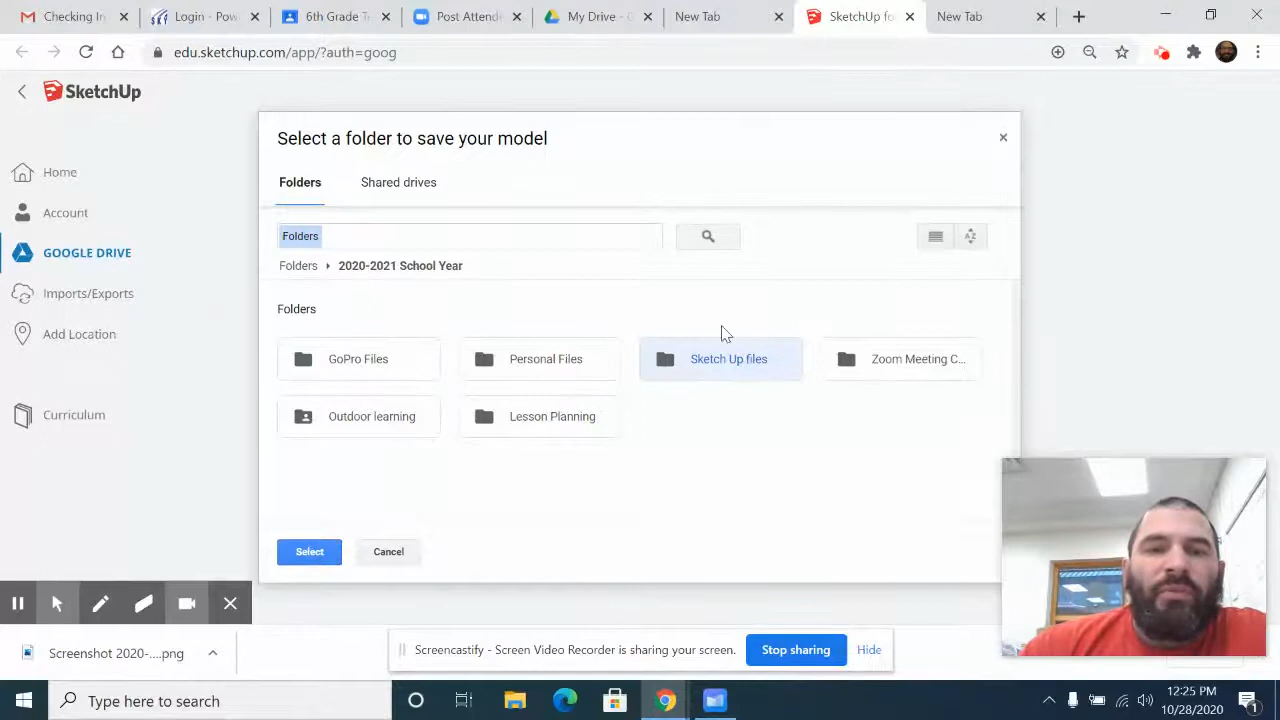 Checking In
Login - Pow
6th Grade T
Post Attend
My Drive - G
New Tab
SketchUp fo
New Tab
edu.sketchup.com/app/?auth=goog
SketchUp
Home
Account
GOOGLE DRIVE
Imports/Exports
Add Location
Curriculum
Select a folder to save your model
Folders
Shared drives
Folders
Folders
2020-2021 School Year
Folders
GoPro Files
Personal Files
Sketch Up files
Zoom Meeting C...
Outdoor learning
Lesson Planning
Select
Cancel
Screenshot 2020-....png
Screencastify - Screen Video Recorder is sharing your screen.
Stop sharing
Hide
Type here to search
12:25 PM
10/28/2020
1